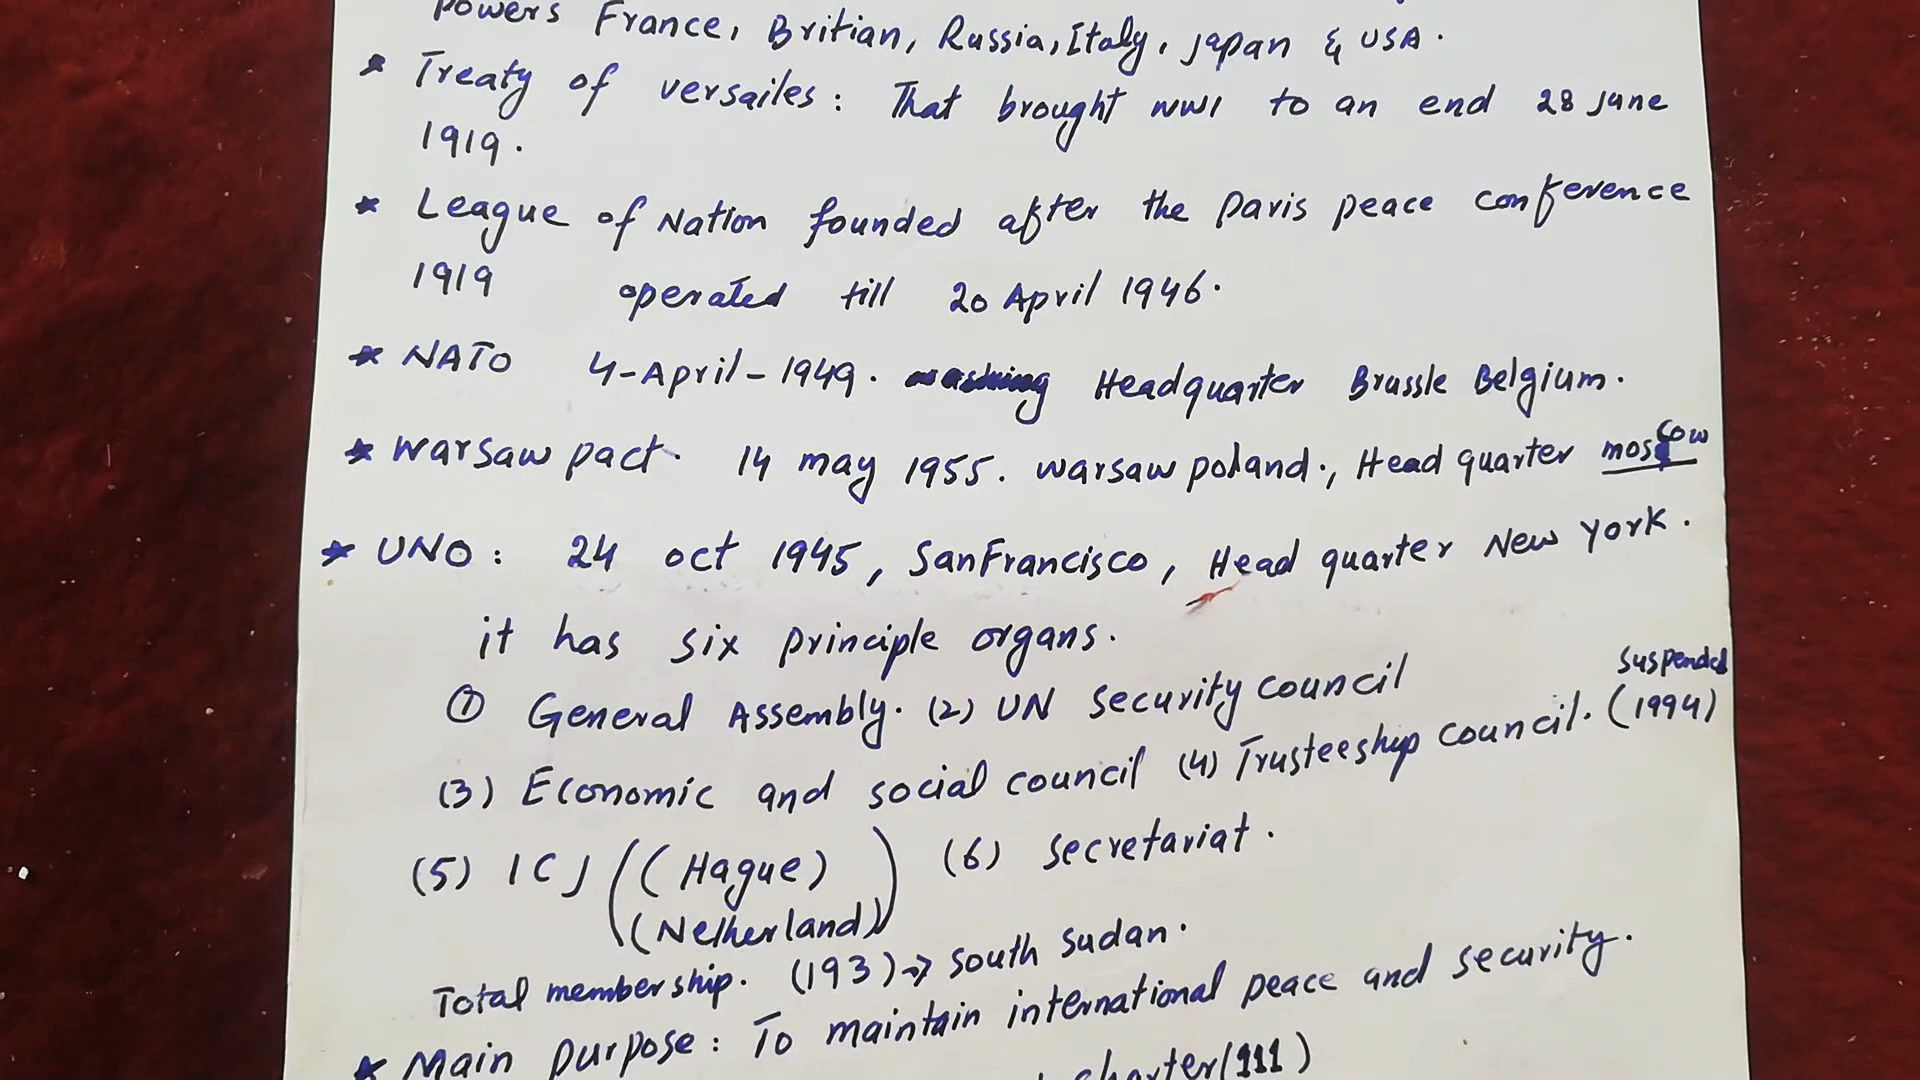 Powers France, Britian, Russia, Italy, Japan & USA.
* Treaty of versailes: That brought WWI to an end 28 June
1919.
* League of Nation founded after the Paris peace conference
1919 operated till 20 April 1946.
* NATO 4-April-1949. Headquarter Brussle Belgium.
* Warsaw pact. 14 may 1955. warsaw poland., Head quarter moscow
* UNO: 24 oct 1945, SanFrancisco, Head quarter New York.
it has six principle organs.
① General Assembly. (2) UN Security council
(3) Economic and social council (4) Trusteeship council. (1994) suspended
(5) ICJ ((Hague) (6) Secretariat.
(Netherland))
Total membership. (193)→ South Sudan.
* Main Purpose: To maintain international peace and security.
charter(111)